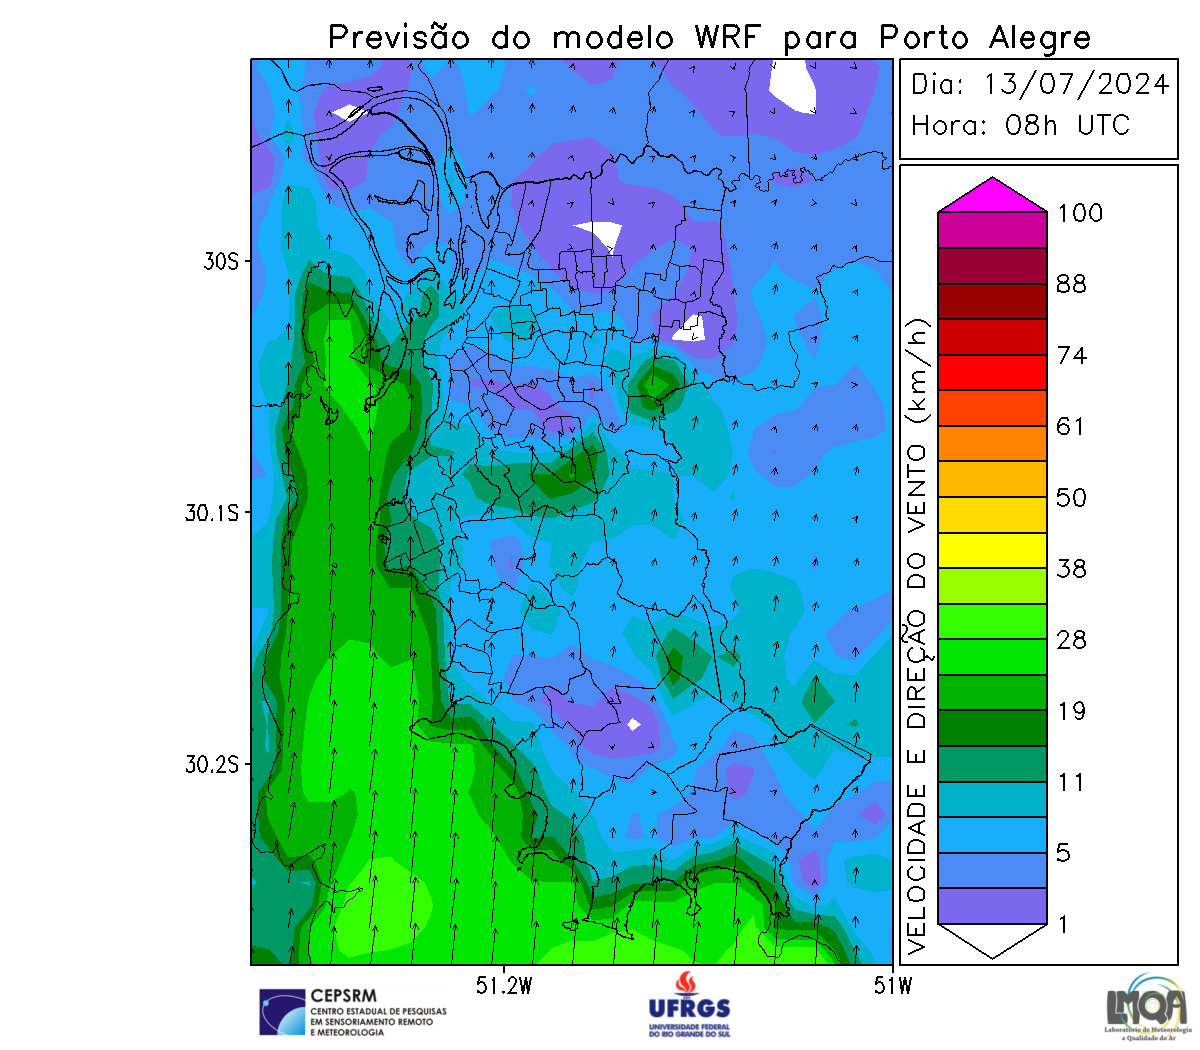 Previsão do modelo WRF para Porto Alegre
Dia: 13/07/2024
Hora: 08h UTC
30S
30.1S
30.2S
51.2W
51W
VELOCIDADE E DIREÇÃO DO VENTO (km/h)
100
88
74
61
50
38
28
19
11
5
1
CEPSRM
CENTRO ESTADUAL DE PESQUISAS
EM SENSORIAMENTO REMOTO
E METEOROLOGIA
UFRGS
UNIVERSIDADE FEDERAL
DO RIO GRANDE DO SUL
LMQA
Laboratório de Meteorologia
e Qualidade do Ar